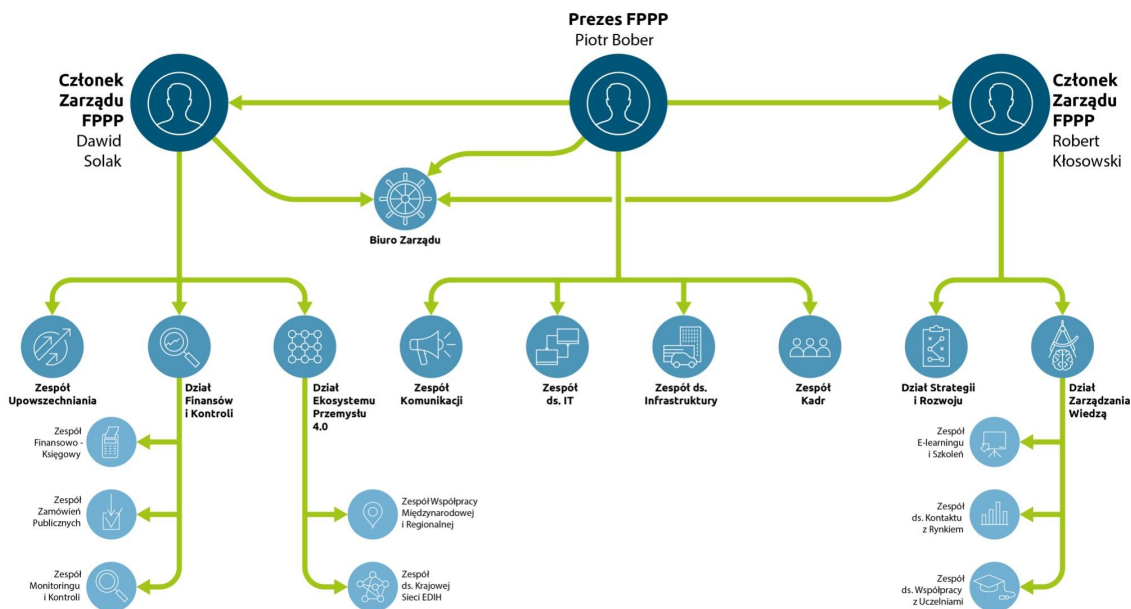 Prezes FPPP
Piotr Bober
Członek
Zarządu
FPPP
Dawid
Solak
Członek
Zarządu
FPPP
Robert
Kłosowski
Biuro Zarządu
Zespół
Upowszechniania
Dział
Finansów
i Kontroli
Dział
Ekosystemu
Przemysłu
4.0
Zespół
Komunikacji
Zespół
ds. IT
Zespół ds.
Infrastruktury
Zespół
Kadr
Dział Strategii
i Rozwoju
Dział
Zarządzania
Wiedzą
Zespół
Finansowo -
Księgowy
Zespół
Zamówień
Publicznych
Zespół
Monitoringu
i Kontroli
Zespół Współpracy
Międzynarodowej
i Regionalnej
Zespół
ds. Krajowej
Sieci EDIH
Zespół
E-learningu
i Szkoleń
Zespół
ds. Kontaktu
z Rynkiem
Zespół
ds. Współpracy
z Uczelniami